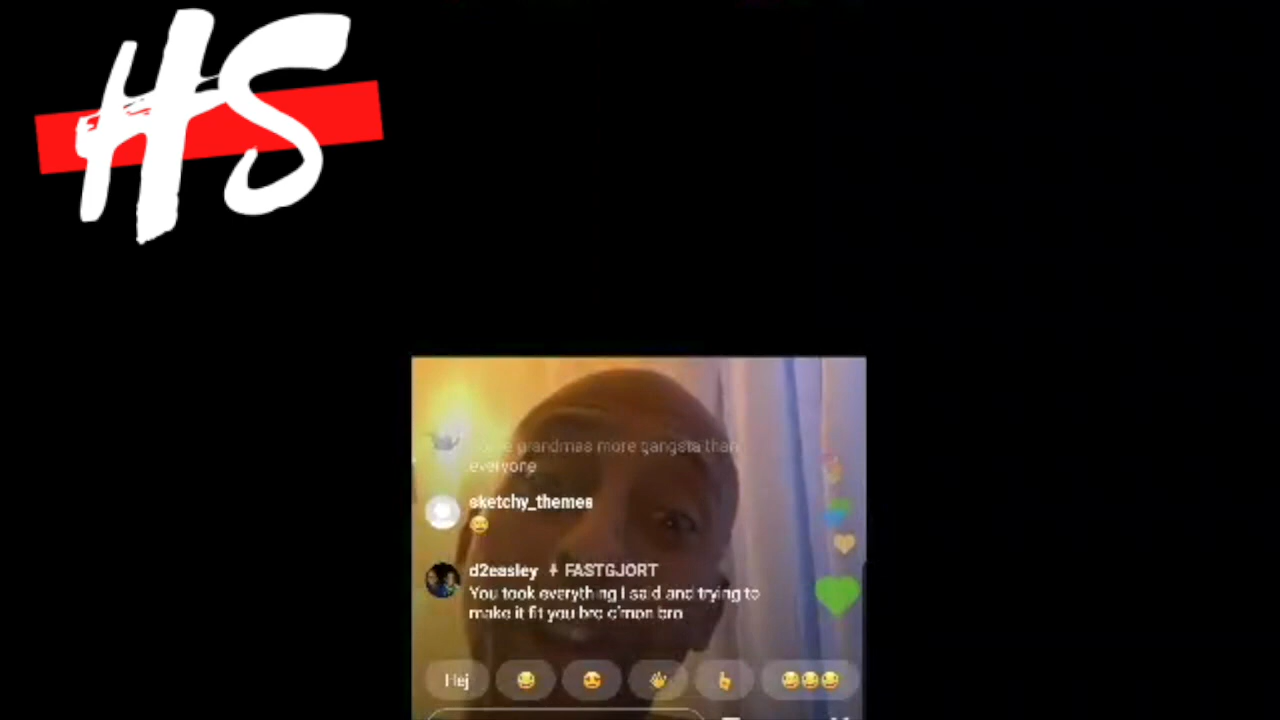 HS
grandmas more gangsta than
everyone
sketchy_themes
d2easley FASTGJORT
You took everything I said and trying to
make it fit you bro c'mon bro
Hej